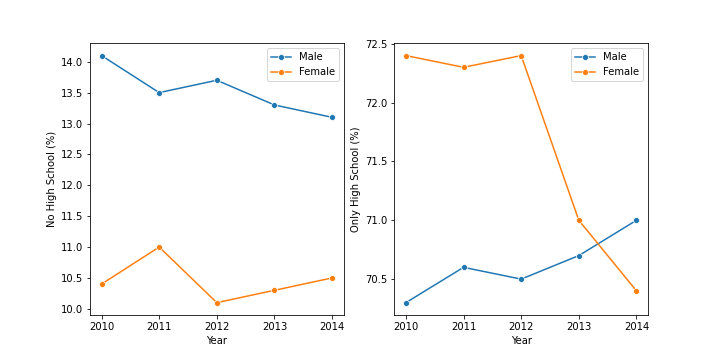 No High School (%)
14.0
13.5
13.0
12.5
12.0
11.5
11.0
10.5
10.0
2010 2011 2012 2013 2014
Year
Male
Female
Only High School (%)
72.5
72.0
71.5
71.0
70.5
2010 2011 2012 2013 2014
Year
Male
Female